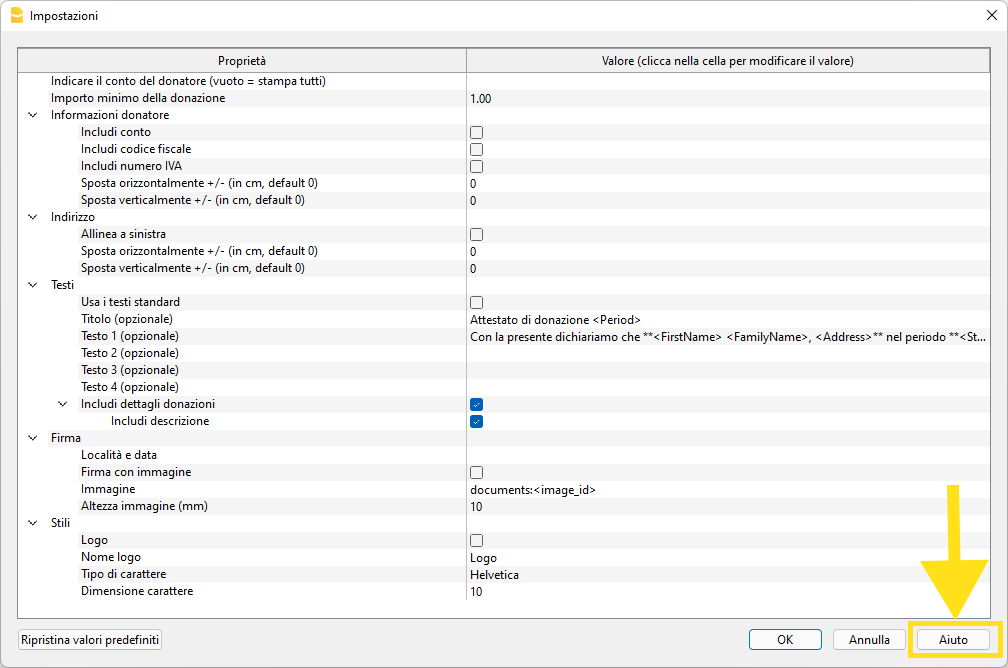 Impostazioni
Proprietà Valore (clicca nella cella per modificare il valore)
Indicare il conto del donatore (vuoto = stampa tutti)
Importo minimo della donazione 1.00
Informazioni donatore
Includi conto
Includi codice fiscale
Includi numero IVA
Sposta orizzontalmente +/- (in cm, default 0) 0
Sposta verticalmente +/- (in cm, default 0) 0
Indirizzo
Allinea a sinistra
Sposta orizzontalmente +/- (in cm, default 0) 0
Sposta verticalmente +/- (in cm, default 0) 0
Testi
Usa i testi standard
Titolo (opzionale) Attestato di donazione <Period>
Testo 1 (opzionale) Con la presente dichiariamo che **<FirstName> <FamilyName>, <Address>** nel periodo **<St...
Testo 2 (opzionale)
Testo 3 (opzionale)
Testo 4 (opzionale)
Includi dettagli donazioni
Includi descrizione
Firma
Località e data
Firma con immagine
Immagine documents:<image_id>
Altezza immagine (mm) 10
Stili
Logo
Nome logo Logo
Tipo di carattere Helvetica
Dimensione carattere 10
Ripristina valori predefiniti OK Annulla Aiuto